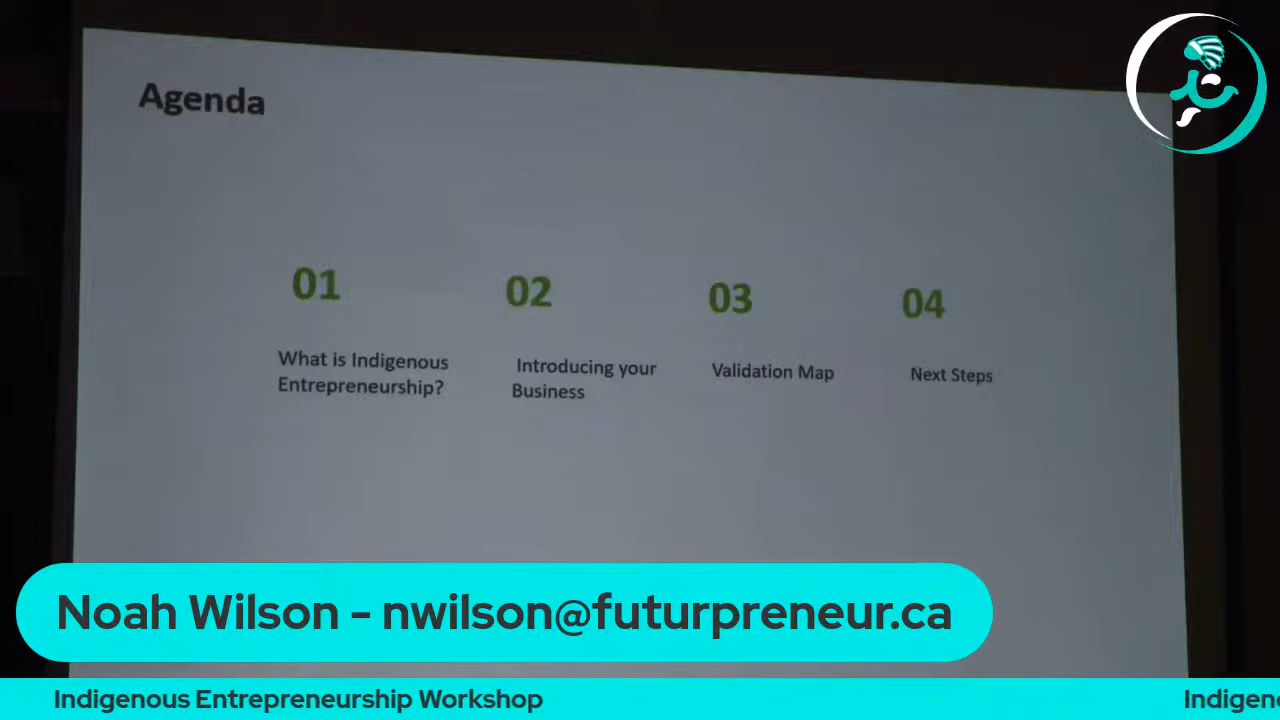 Agenda
01
02
03
04
What is Indigenous
Entrepreneurship?
Introducing your
Business
Validation Map
Next Steps
Noah Wilson - nwilson@futurpreneur.ca
Indigenous Entrepreneurship Workshop
Indigen